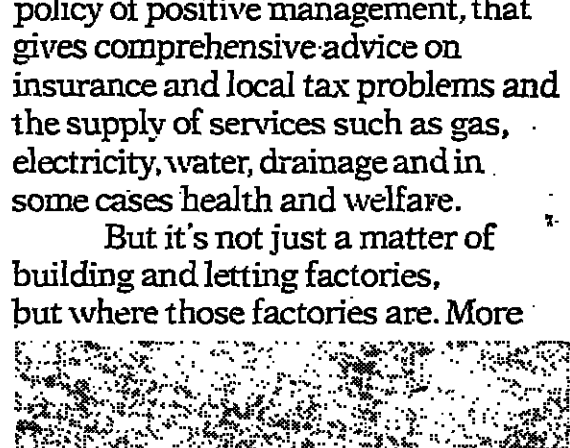 policy of positive management, that
gives comprehensive advice on
insurance and local tax problems and
the supply of services such as gas,
electricity, water, drainage and in
some cases health and welfare.
But it's not just a matter of
building and letting factories,
but where those factories are. More